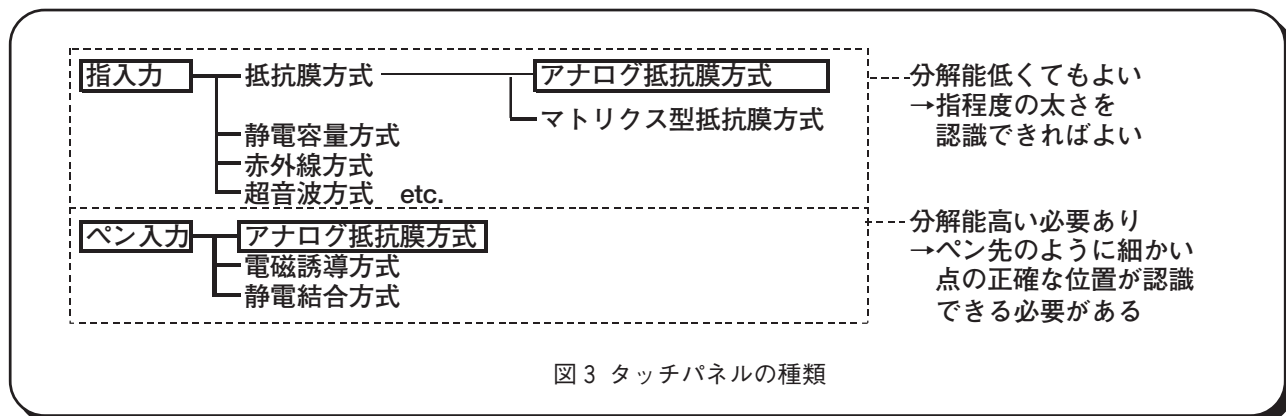 指入力 抵抗膜方式 アナログ抵抗膜方式 分解能低くてもよい
→指程度の太さを
マトリクス型抵抗膜方式
認識できればよい
静電容量方式
赤外線方式
超音波方式 etc.
分解能高い必要あり
ペン入力 アナログ抵抗膜方式
→ペン先のように細かい
電磁誘導方式
点の正確な位置が認識
静電結合方式
できる必要がある
図3 タッチパネルの種類